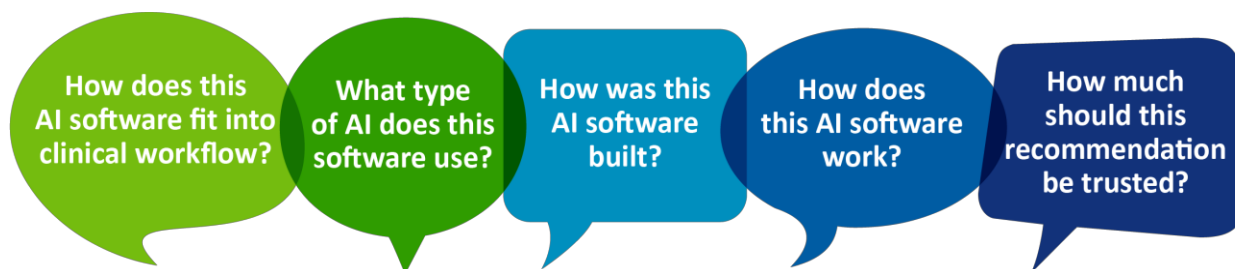 How does this
AI software fit into
clinical workflow?
What type
of AI does this
software use?
How was this
AI software
built?
How does
this AI software
work?
How much
should this
recommendation
be trusted?